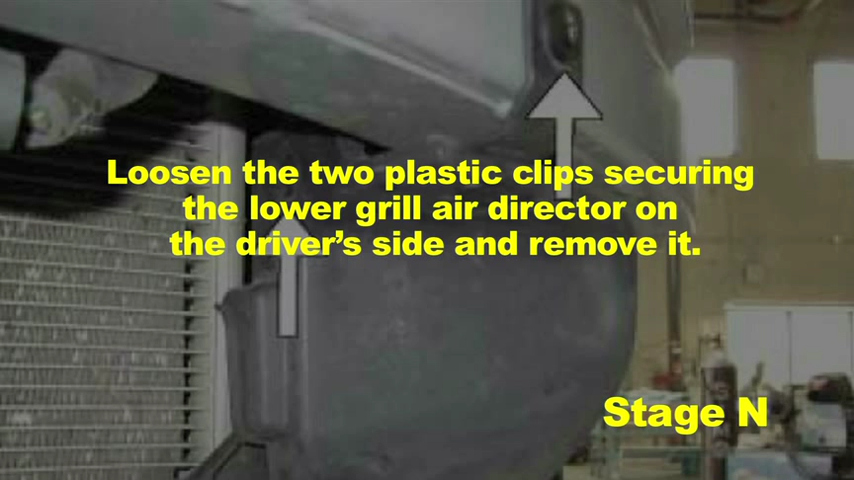 Loosen the two plastic clips securing
the lower grill air director on
the driver's side and remove it.
Stage N